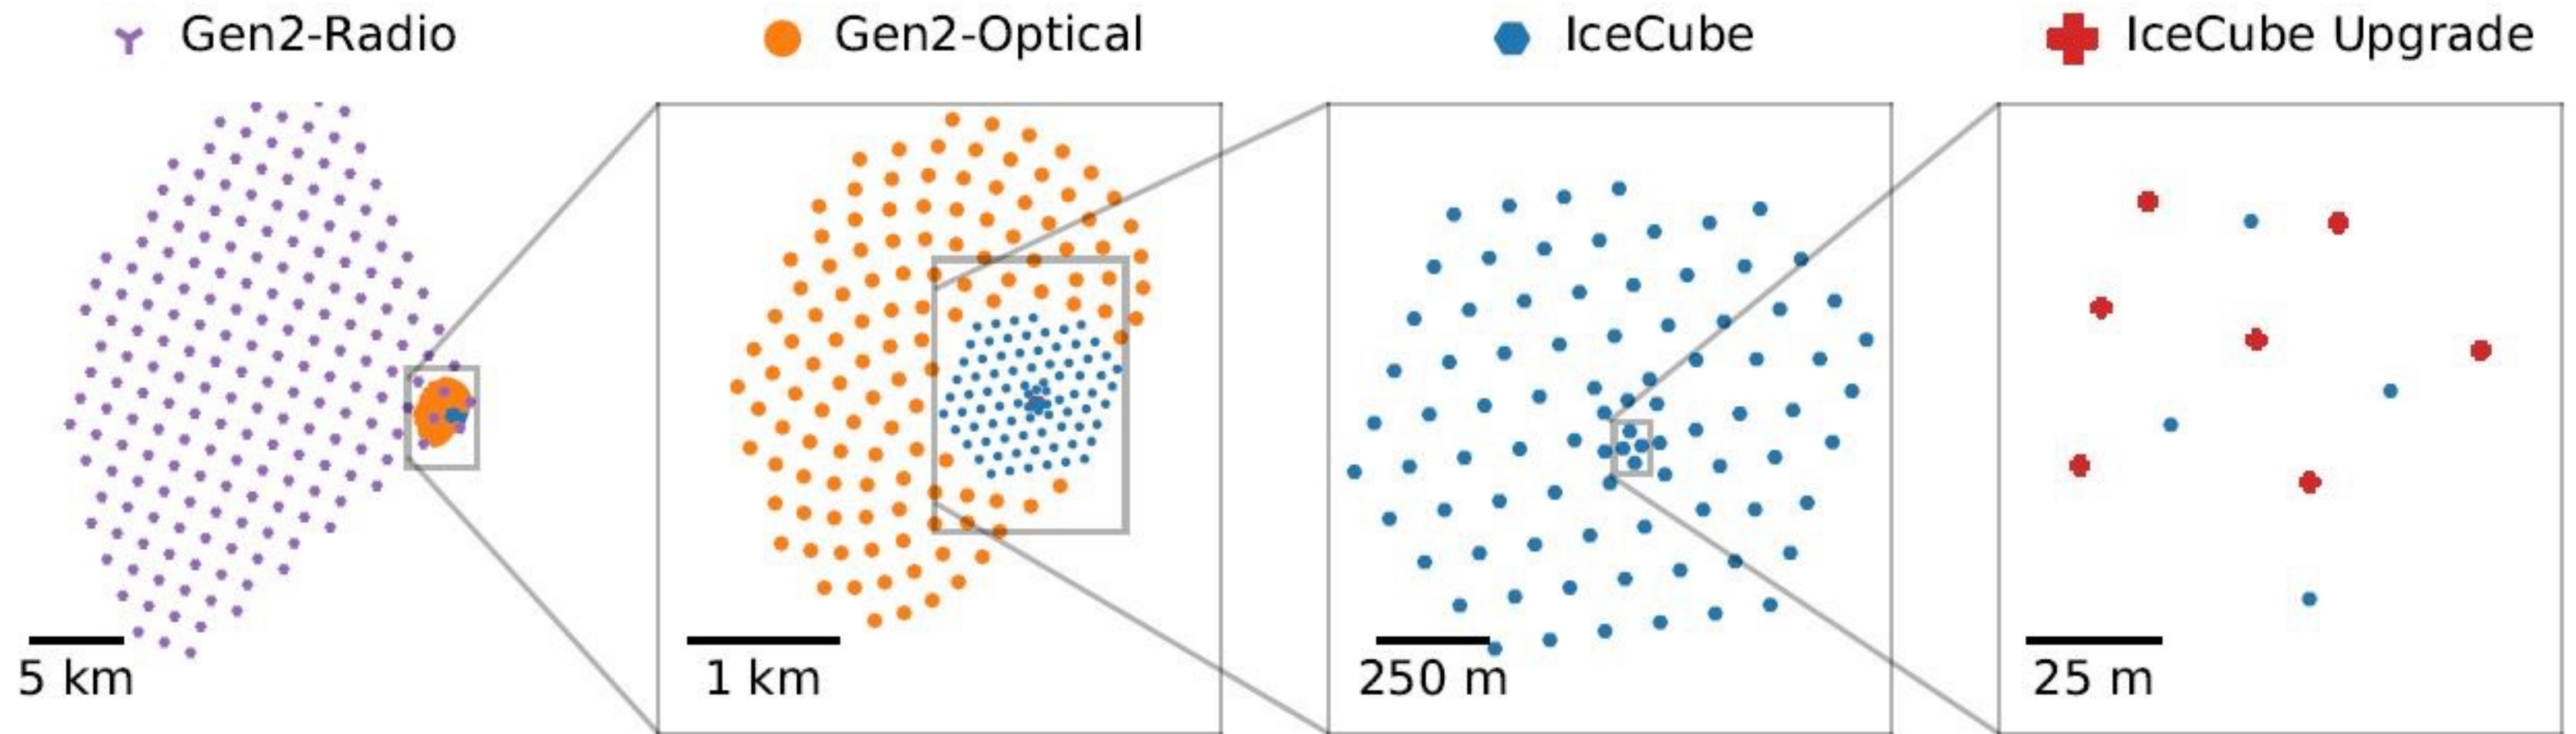 Gen2-Radio
Gen2-Optical
IceCube
IceCube Upgrade
5 km
1 km
250 m
25 m